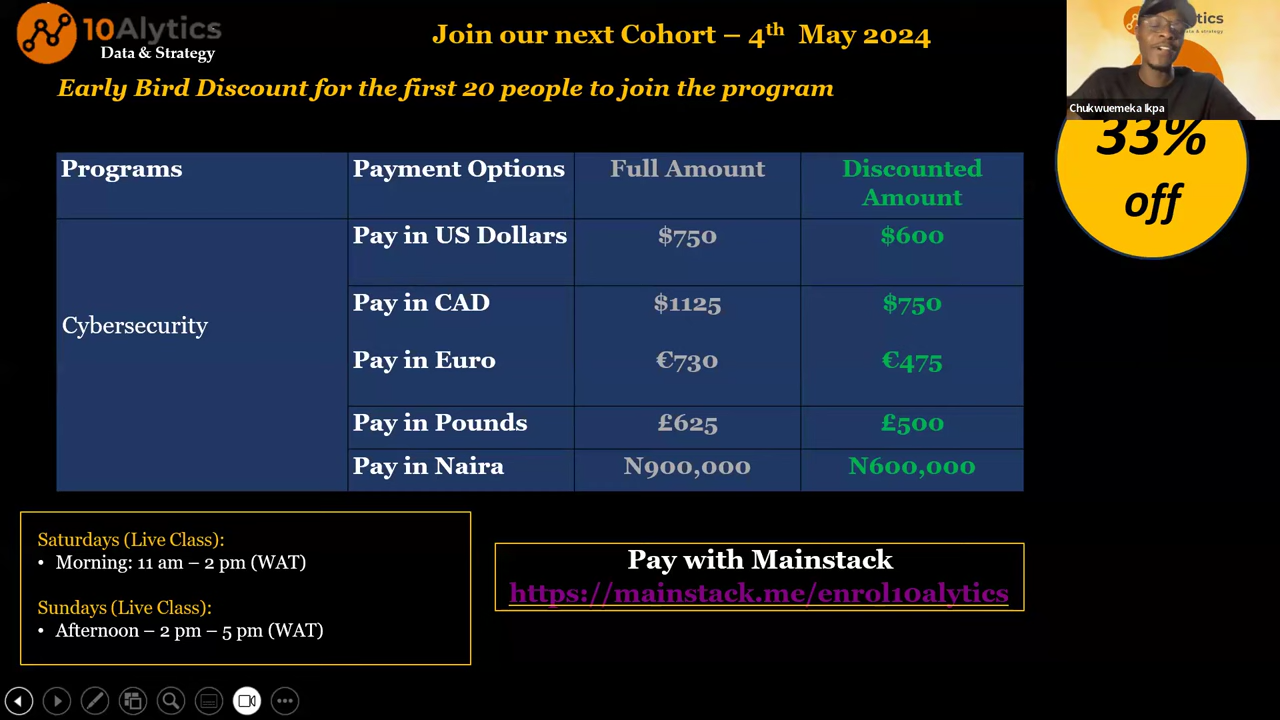 10Alytics
Data & Strategy
Join our next Cohort – 4th May 2024
Early Bird Discount for the first 20 people to join the program
Chukwuemeka Ikpa
33%
off
Programs Payment Options Full Amount Discounted
Amount
Cybersecurity
Pay in US Dollars $750 $600
Pay in CAD $1125 $750
Pay in Euro €730 €475
Pay in Pounds £625 £500
Pay in Naira N900,000 N600,000
Saturdays (Live Class):
• Morning: 11 am – 2 pm (WAT)
Sundays (Live Class):
• Afternoon – 2 pm – 5 pm (WAT)
Pay with Mainstack
https://mainstack.me/enrol10alytics